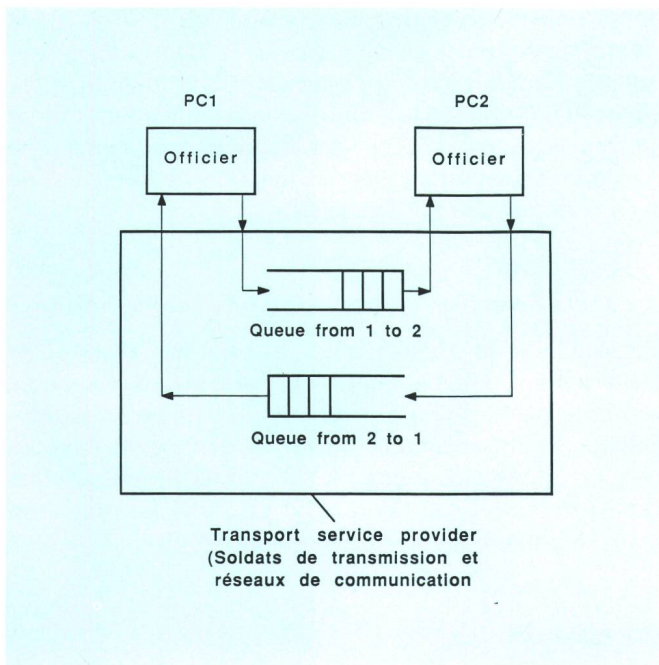 PC1 PC2
Officier Officier
Queue from 1 to 2
Queue from 2 to 1
Transport service provider
(Soldats de transmission et
réseaux de communication